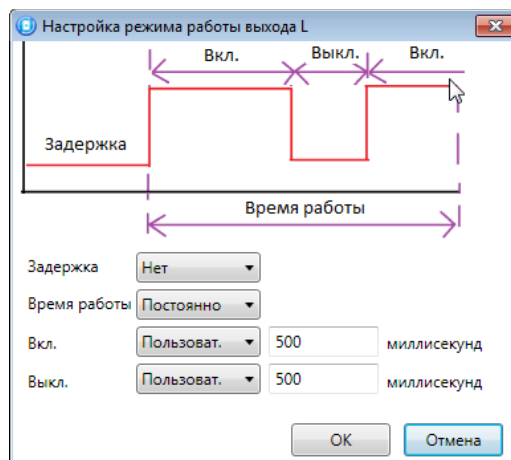 Настройка режима работы выхода L
Вкл. Выкл. Вкл.
Задержка
Время работы
Задержка Нет
Время работы Постоянно
Вкл. Пользоват. 500 миллисекунд
Выкл. Пользоват. 500 миллисекунд
OK Отмена